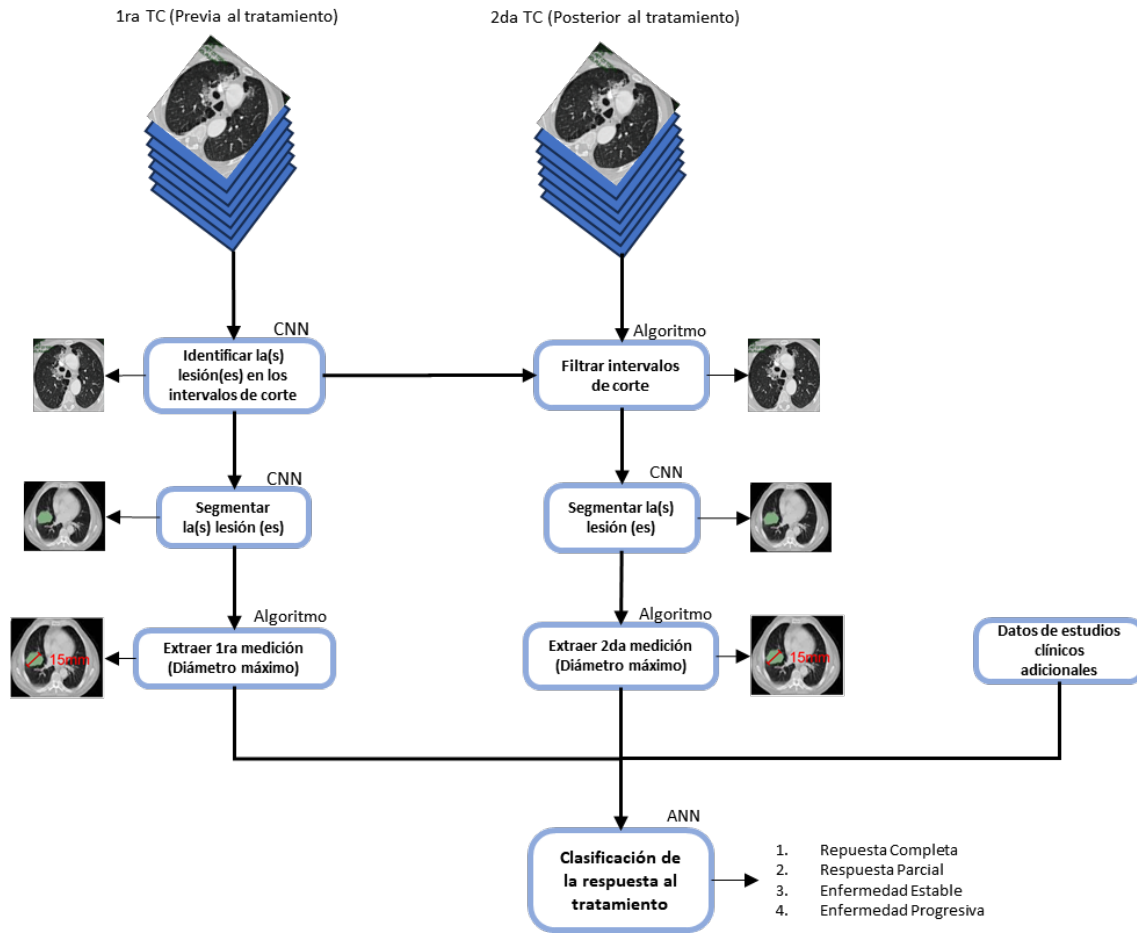 1ra TC (Previa al tratamiento)
2da TC (Posterior al tratamiento)
CNN
Identificar la(s)
lesión(es) en los
intervalos de corte
Algoritmo
Filtrar intervalos
de corte
CNN
Segmentar
la(s) lesión (es)
CNN
Segmentar la(s)
lesión (es)
Algoritmo
Extraer 1ra medición
(Diámetro máximo)
15mm
Algoritmo
Extraer 2da medición
(Diámetro máximo)
15mm
Datos de estudios
clínicos
adicionales
ANN
Clasificación de
la respuesta al
tratamiento
1. Repuesta Completa
2. Respuesta Parcial
3. Enfermedad Estable
4. Enfermedad Progresiva